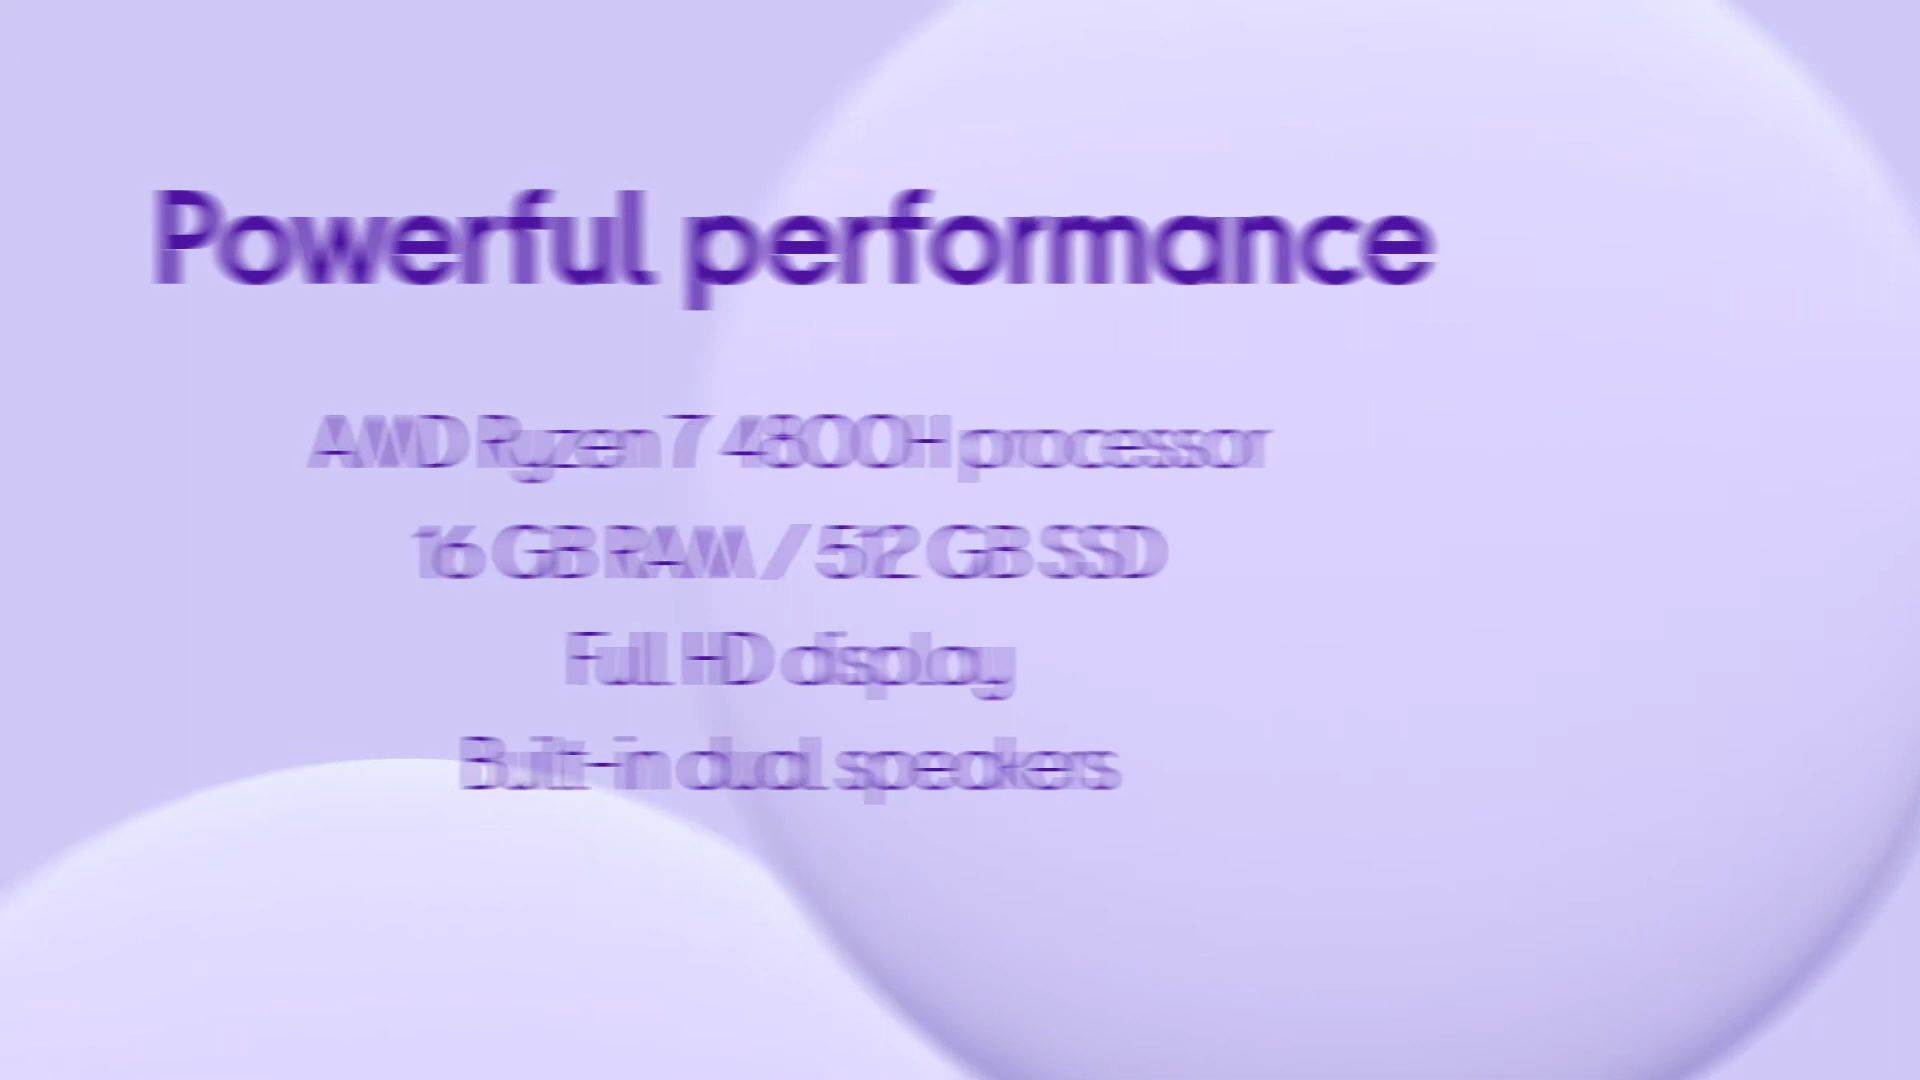 Powerful performance
AMD Ryzen 7 4800H processor
16 GB RAM / 512 GB SSD
Full HD display
Built-in dual speakers